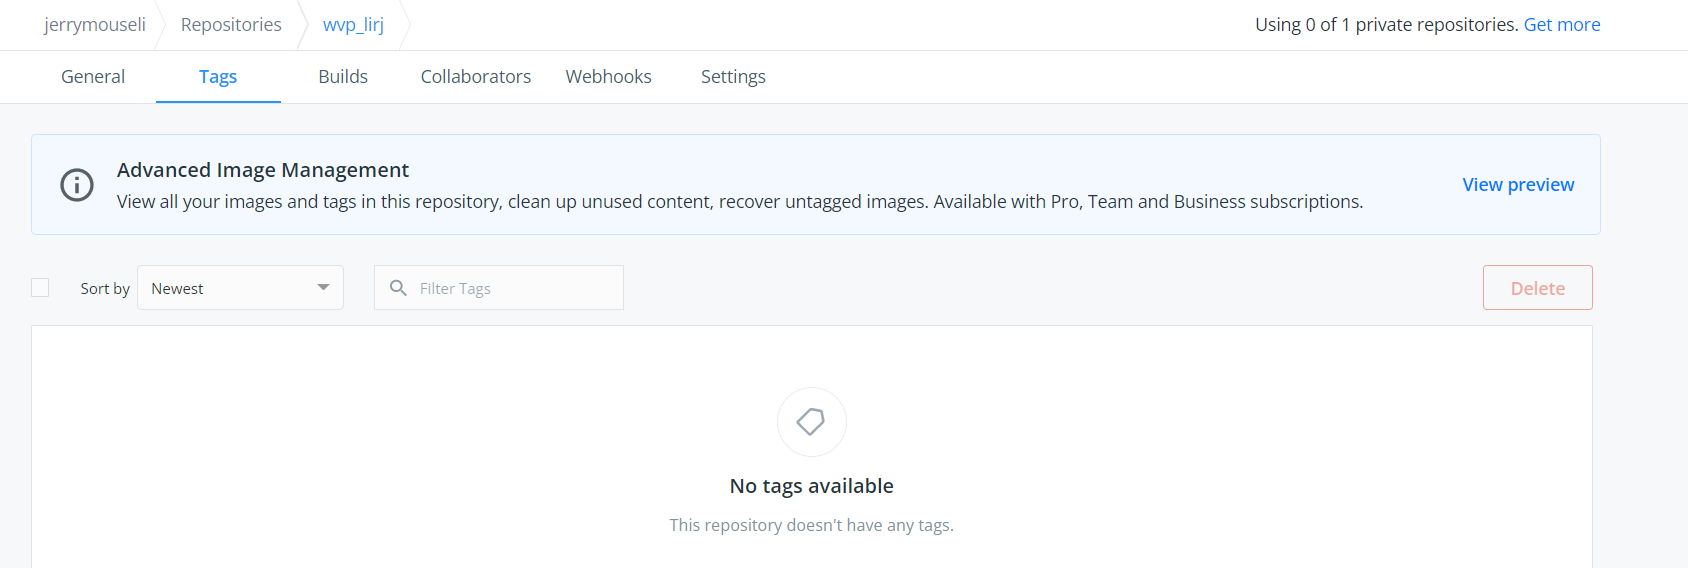 jerrymouseli Repositories wvp_lirj Using 0 of 1 private repositories. Get more
General Tags Builds Collaborators Webhooks Settings
Advanced Image Management
View all your images and tags in this repository, clean up unused content, recover untagged images. Available with Pro, Team and Business subscriptions.
View preview
Sort by Newest Filter Tags Delete
No tags available
This repository doesn't have any tags.